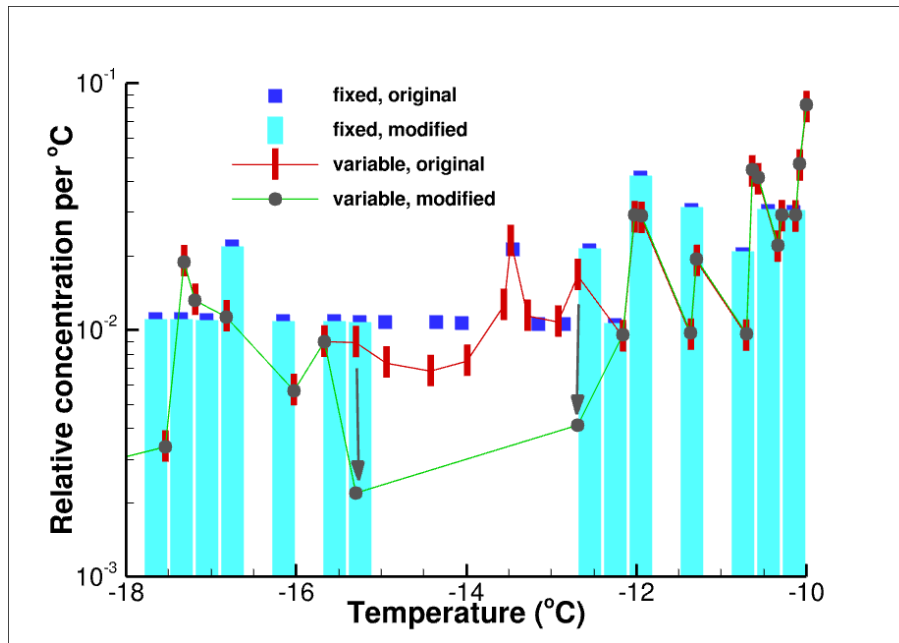 10⁻¹
fixed, original
fixed, modified
variable, original
variable, modified
Relative concentration per °C
10⁻²
10⁻³
-18
-16
-14
-12
-10
Temperature (°C)